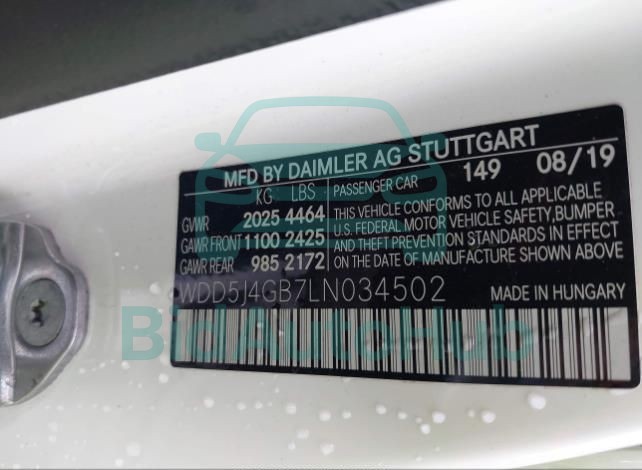 MFD BY DAIMLER AG STUTTGART
149 08/19
KG LBS PASSENGER CAR
GVWR 2025 4464 THIS VEHICLE CONFORMS TO ALL APPLICABLE
U.S. FEDERAL MOTOR VEHICLE SAFETY,BUMPER
GAWR FRONT 1100 2425 AND THEFT PREVENTION STANDARDS IN EFFECT
GAWR REAR 985 2172 ON THE DATE OF MANUFACTURE SHOWN ABOVE
WDD5J4GB7LN034502 MADE IN HUNGARY
BidAutoHub